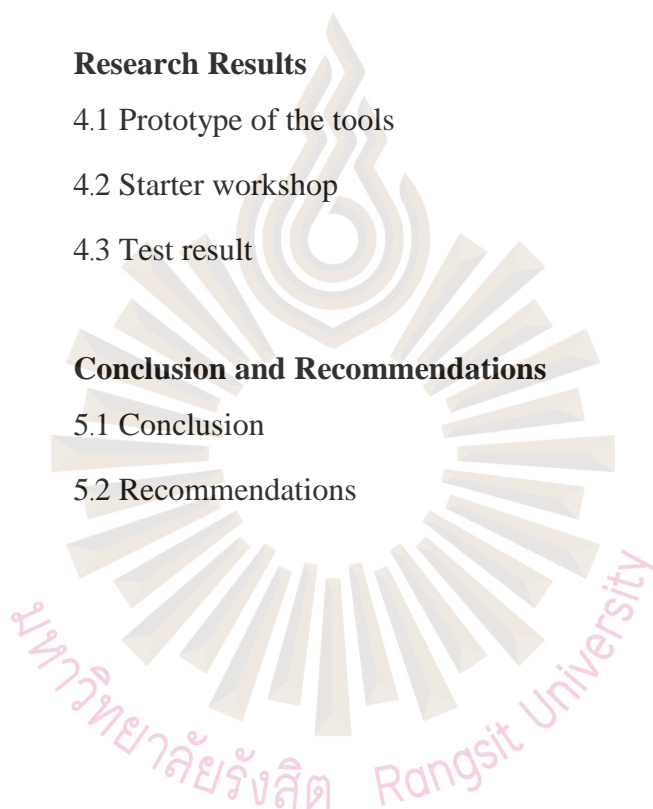 Research Results
4.1 Prototype of the tools
4.2 Starter workshop
4.3 Test result
Conclusion and Recommendations
5.1 Conclusion
5.2 Recommendations
มหาวิทยาลัยรังสิต Rangsit University